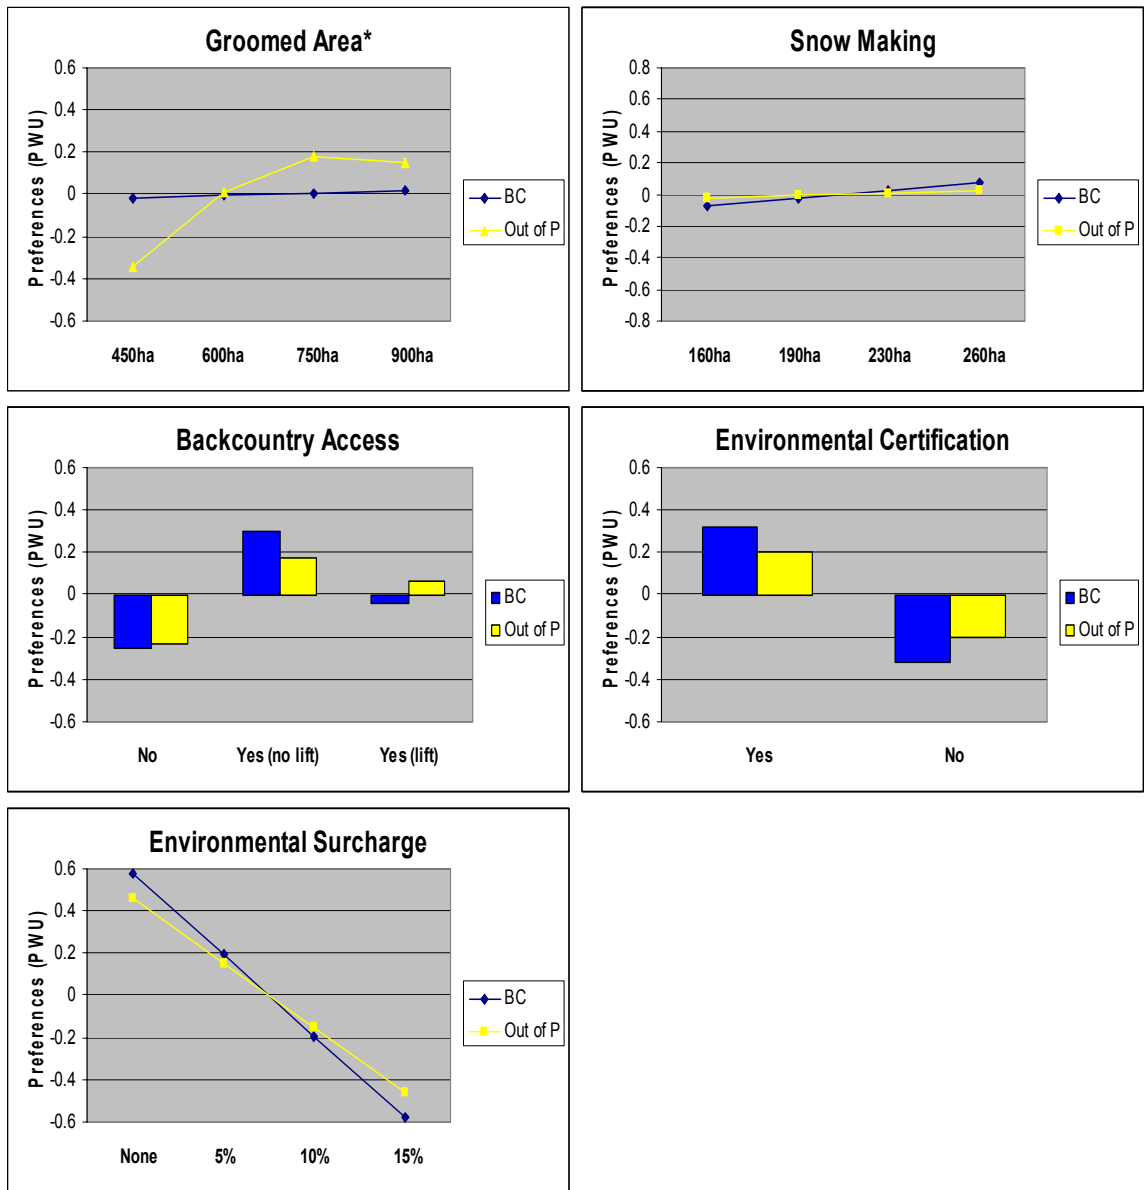 Groomed Area*
Preferences (PWU)
0.6
0.4
0.2
0
-0.2
-0.4
-0.6
450ha 600ha 750ha 900ha
BC
Out of P
Snow Making
Preferences (PWU)
0.8
0.6
0.4
0.2
0
-0.2
-0.4
-0.6
-0.8
160ha 190ha 230ha 260ha
BC
Out of P
Backcountry Access
Preferences (PWU)
0.6
0.4
0.2
0
-0.2
-0.4
-0.6
No Yes (no lift) Yes (lift)
BC
Out of P
Environmental Certification
Preferences (PWU)
0.6
0.4
0.2
0
-0.2
-0.4
-0.6
Yes No
BC
Out of P
Environmental Surcharge
Preferences (PWU)
0.6
0.4
0.2
0
-0.2
-0.4
-0.6
None 5% 10% 15%
BC
Out of P